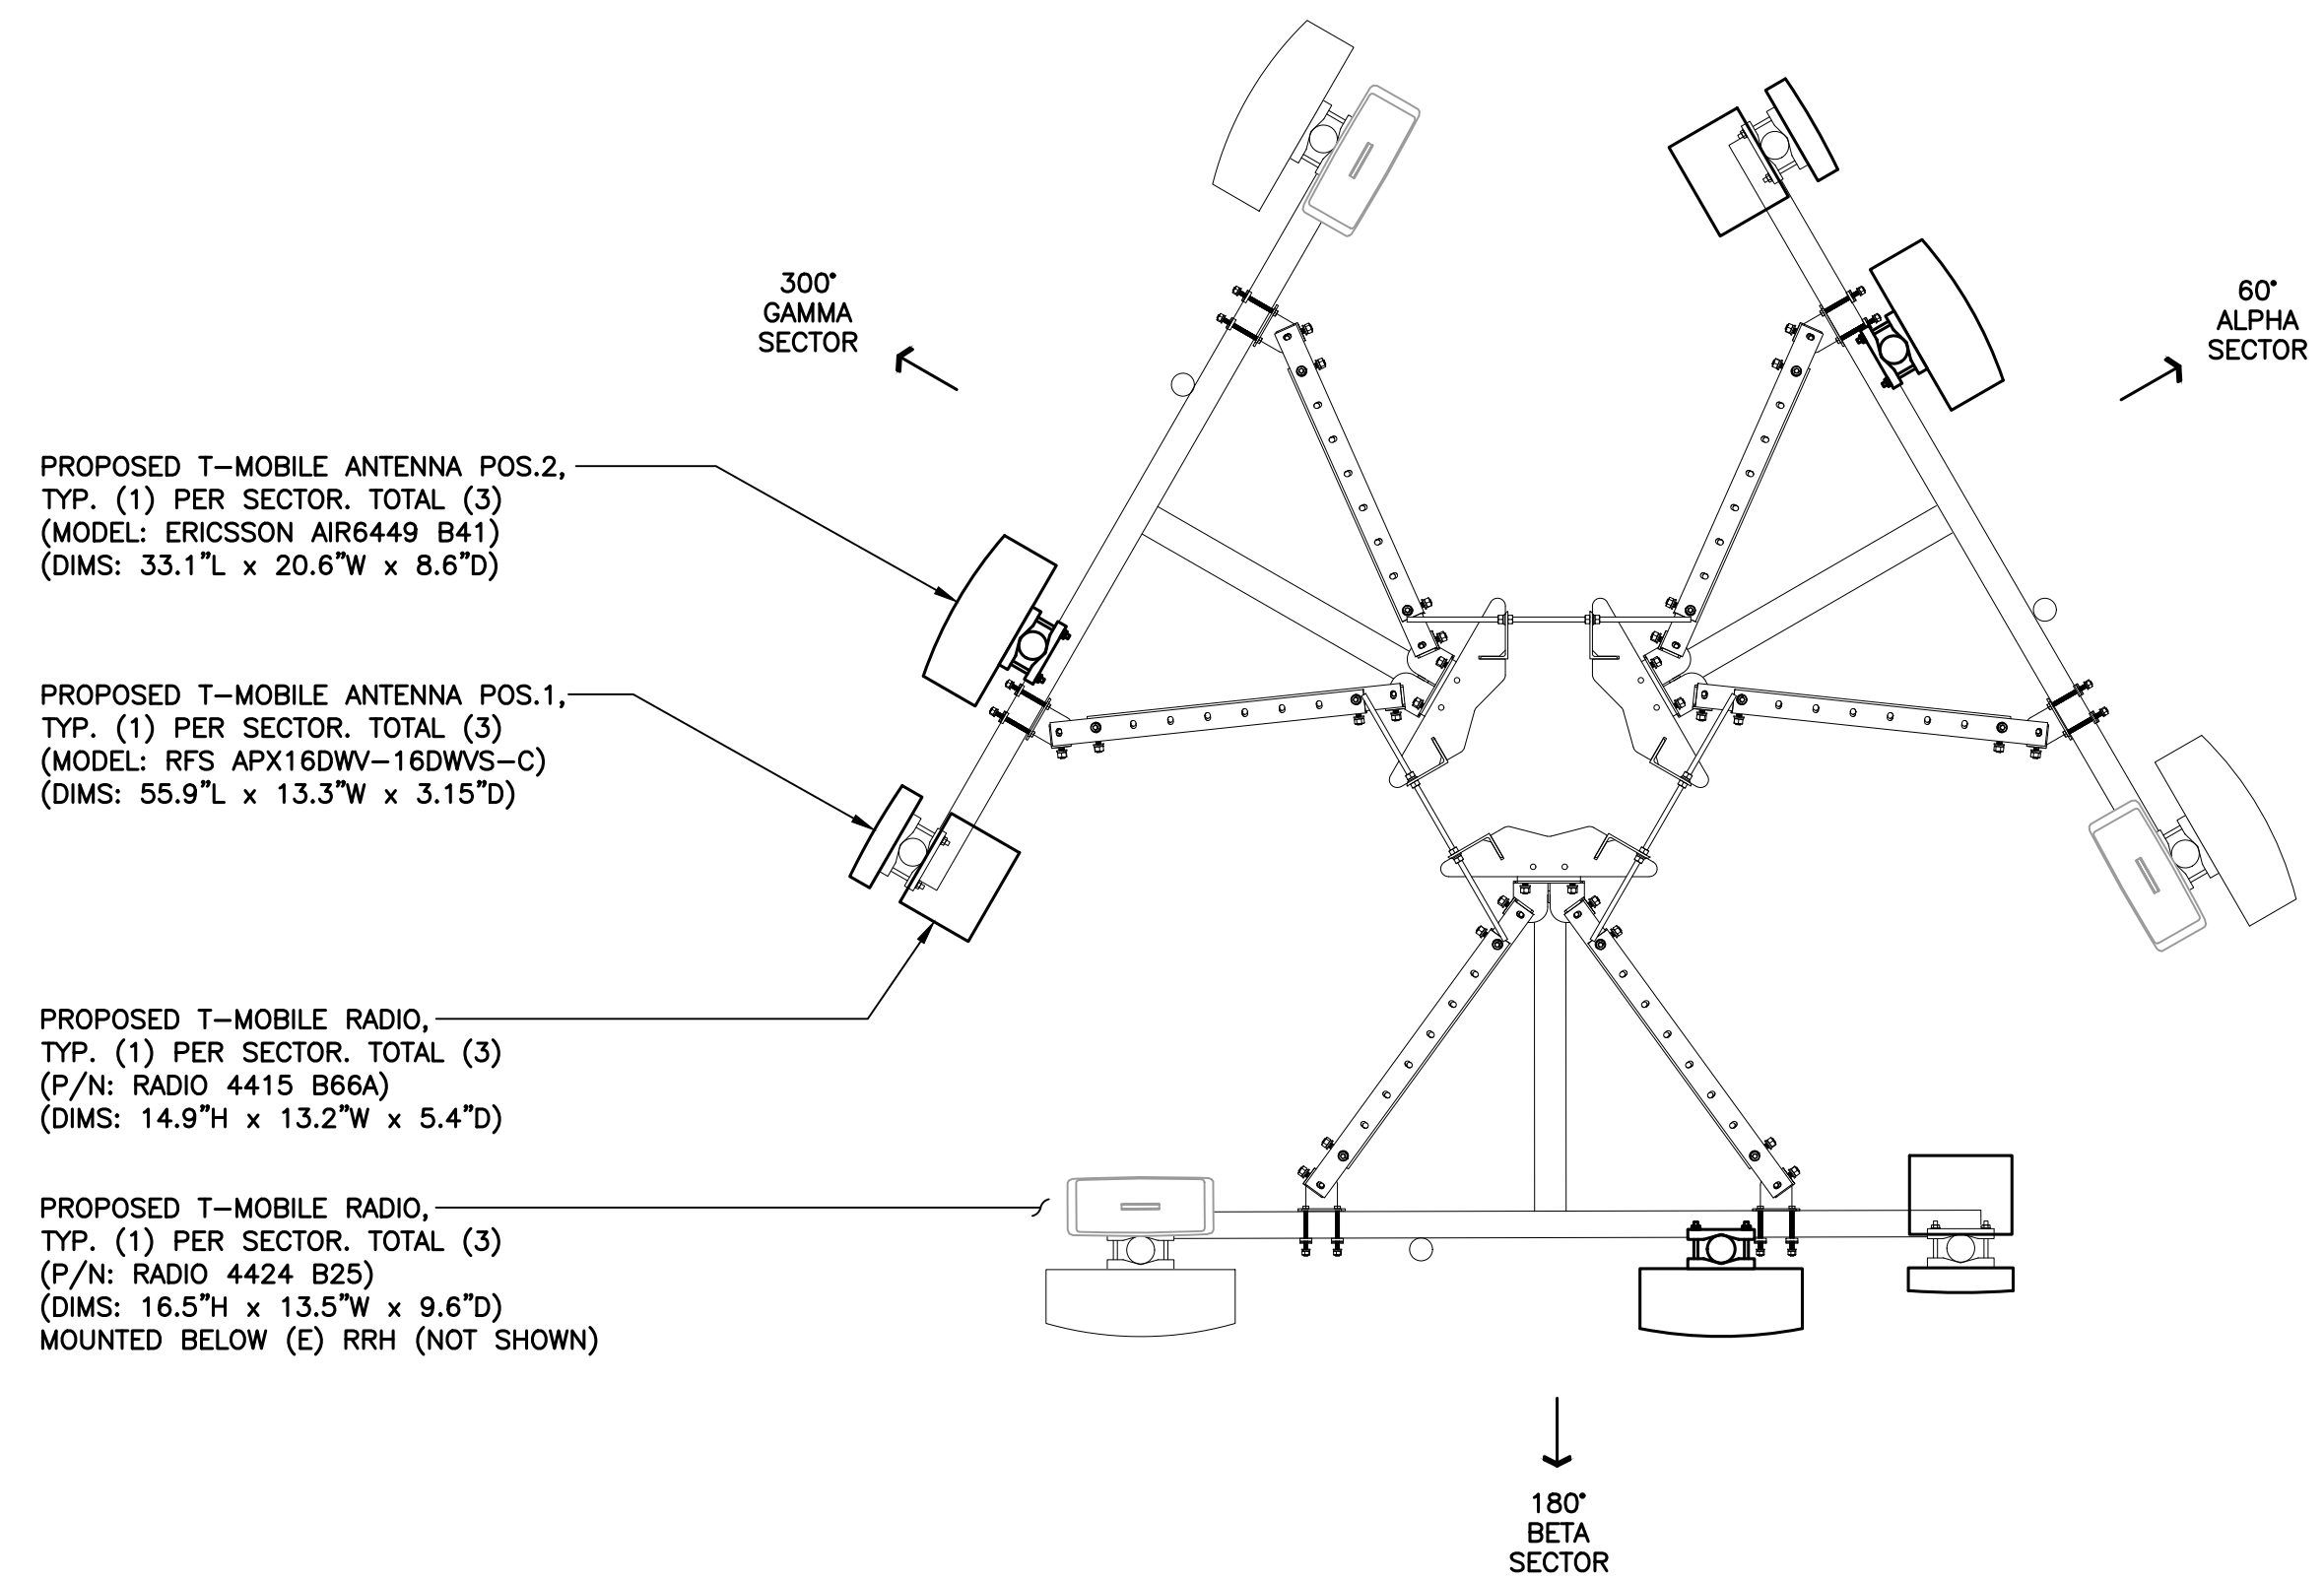 300°
GAMMA
SECTOR
60°
ALPHA
SECTOR
PROPOSED T-MOBILE ANTENNA POS.2,
TYP. (1) PER SECTOR. TOTAL (3)
(MODEL: ERICSSON AIR6449 B41)
(DIMS: 33.1"L x 20.6"W x 8.6"D)
PROPOSED T-MOBILE ANTENNA POS.1,
TYP. (1) PER SECTOR. TOTAL (3)
(MODEL: RFS APX16DWV-16DWVS-C)
(DIMS: 55.9"L x 13.3"W x 3.15"D)
PROPOSED T-MOBILE RADIO,
TYP. (1) PER SECTOR. TOTAL (3)
(P/N: RADIO 4415 B66A)
(DIMS: 14.9"H x 13.2"W x 5.4"D)
PROPOSED T-MOBILE RADIO,
TYP. (1) PER SECTOR. TOTAL (3)
(P/N: RADIO 4424 B25)
(DIMS: 16.5"H x 13.5"W x 9.6"D)
MOUNTED BELOW (E) RRH (NOT SHOWN)
180°
BETA
SECTOR